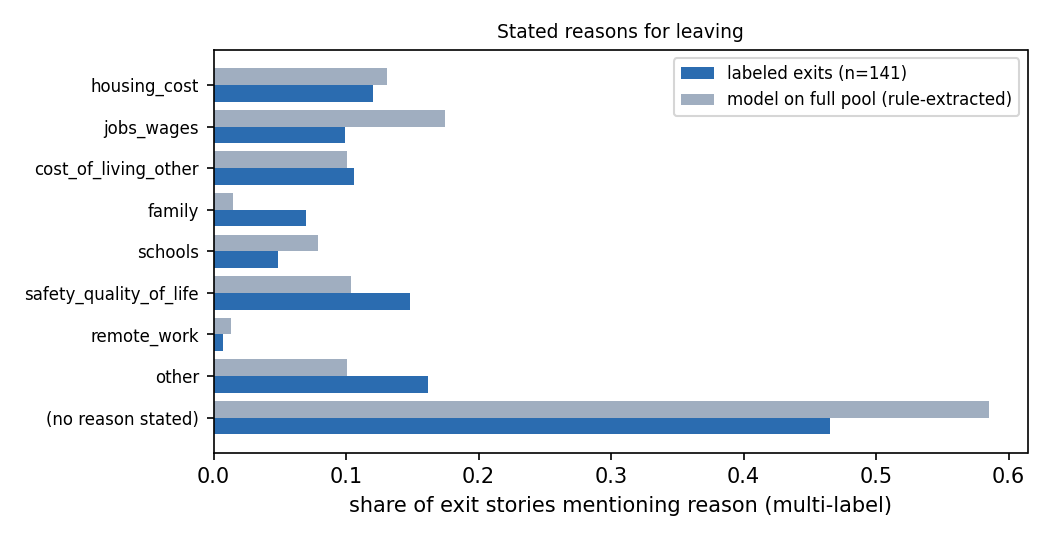 Stated reasons for leaving
labeled exits (n=141)
model on full pool (rule-extracted)
housing_cost
jobs_wages
cost_of_living_other
family
schools
safety_quality_of_life
remote_work
other
(no reason stated)
0.0 0.1 0.2 0.3 0.4 0.5 0.6
share of exit stories mentioning reason (multi-label)